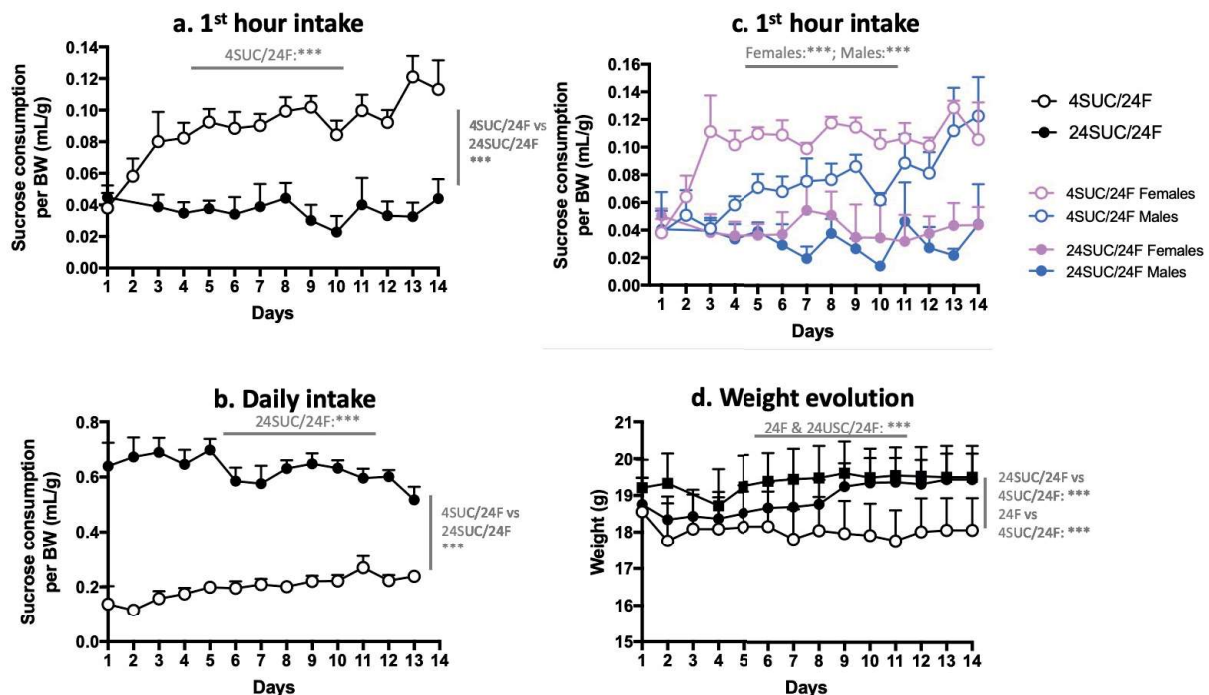 a. 1st hour intake
4SUC/24F:***
Sucrose consumption
per BW (mL/g)
0.14
0.12
0.10
0.08
0.06
0.04
0.02
0.00
4SUC/24F vs
24SUC/24F
***
1 2 3 4 5 6 7 8 9 10 11 12 13 14
Days
c. 1st hour intake
Females:***; Males:***
Sucrose consumption
per BW (mL/g)
0.16
0.14
0.12
0.10
0.08
0.06
0.04
0.02
0.00
1 2 3 4 5 6 7 8 9 10 11 12 13 14
Days
4SUC/24F
24SUC/24F
4SUC/24F Females
4SUC/24F Males
24SUC/24F Females
24SUC/24F Males
b. Daily intake
24SUC/24F:***
Sucrose consumption
per BW (mL/g)
0.8
0.6
0.4
0.2
0.0
4SUC/24F vs
24SUC/24F
***
1 2 3 4 5 6 7 8 9 10 11 12 13 14
Days
d. Weight evolution
24F & 24USC/24F: ***
Weight (g)
21
20
19
18
17
16
15
24SUC/24F vs
4SUC/24F: ***
24F vs
4SUC/24F: ***
1 2 3 4 5 6 7 8 9 10 11 12 13 14
Days